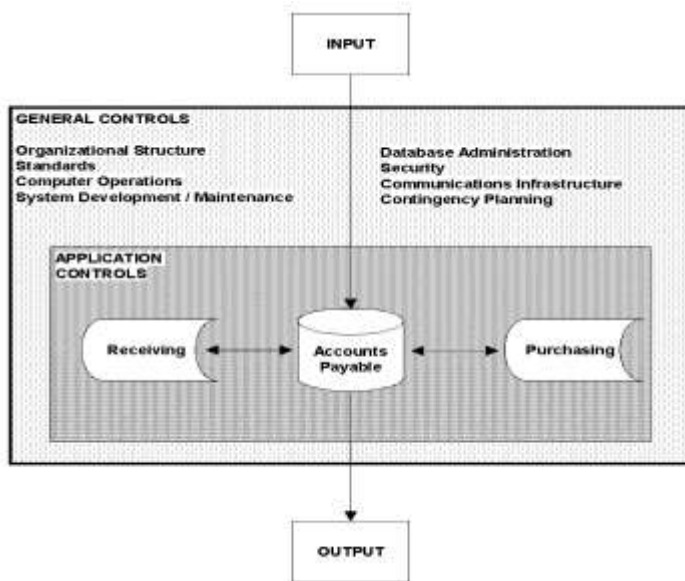 INPUT
GENERAL CONTROLS
Organizational Structure
Standards
Computer Operations
System Development / Maintenance
Database Administration
Security
Communications Infrastructure
Contingency Planning
APPLICATION
CONTROLS
Receiving
Accounts
Payable
Purchasing
OUTPUT